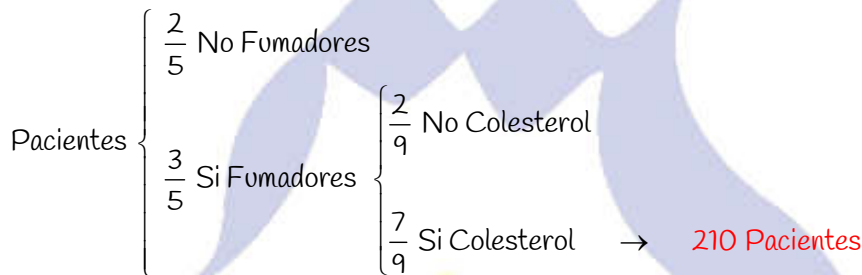 2/5 No Fumadores
2/9 No Colesterol
Pacientes
3/5 Si Fumadores
7/9 Si Colesterol → 210 Pacientes